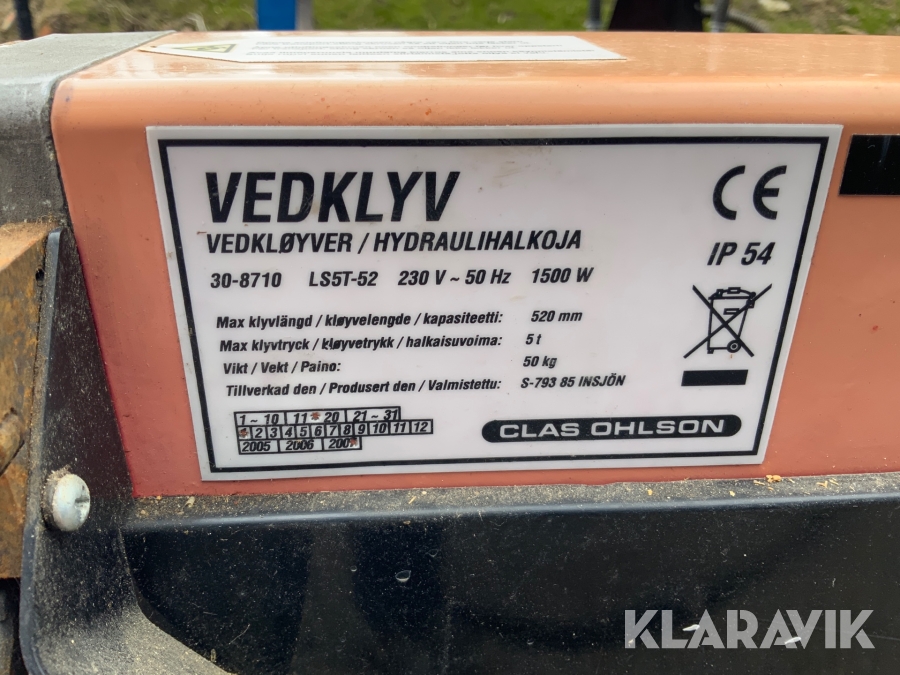 VEDKLYV
VEDKLØYVER / HYDRAULIHALKOJA
30-8710 LS5T-52 230 V ~ 50 Hz 1500 W
CE
IP 54
Max klyvlängd / kløyvelengde / kapasiteetti: 520 mm
Max klyvtryck / kløyvetrykk / halkaisuvoima: 5 t
Vikt / Vekt / Paino: 50 kg
Tillverkad den / Produsert den / Valmistettu: S-793 85 INSJÖN
1 ~ 10 11 ~ 20 21 ~ 31
2 3 4 5 6 7 8 9 10 11 12
2005 2006 2007
CLAS OHLSON
KLARAVIK